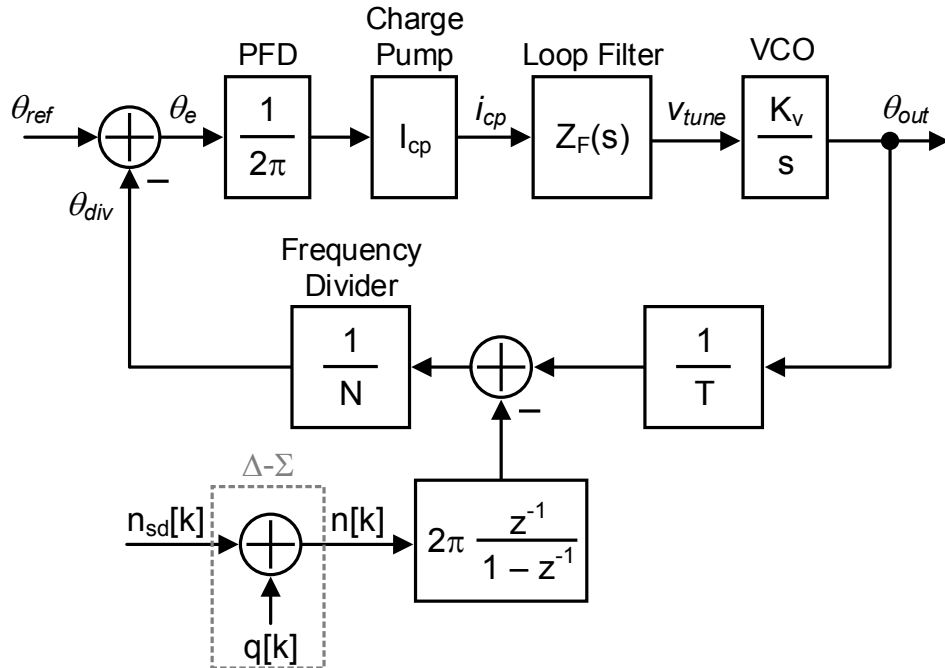 Charge
Pump
PFD
Loop Filter
VCO
θref
θe
1
2π
Icp
icp
ZF(s)
vtune
Kv
s
θout
θdiv
–
Frequency
Divider
1
N
–
1
T
Δ-Σ
nsd[k]
n[k]
2π z-1
1 – z-1
q[k]